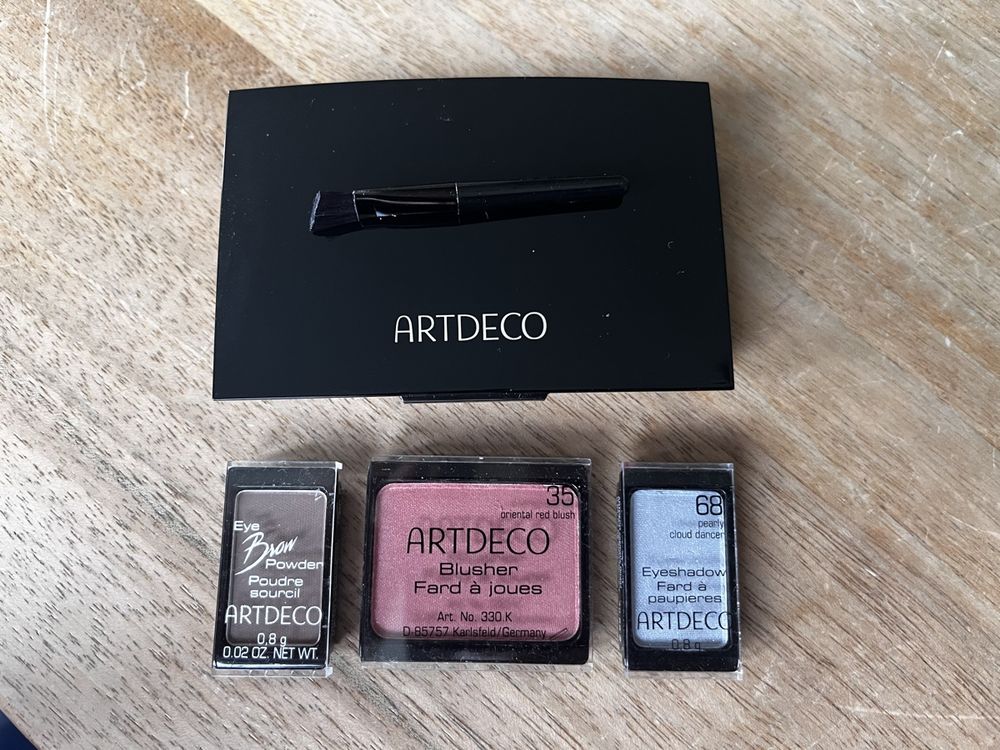 ARTDECO
Eye
Brow
Powder
Poudre
sourcil
ARTDECO
0.8 g
0.02 OZ. NET WT.
35
oriental red blush
ARTDECO
Blusher
Fard à joues
Art. No. 330.K
D-85757 Karlsfeld/Germany
68
pearly
cloud dancer
Eyeshadow
Fard à
paupières
ARTDECO
0.8 g